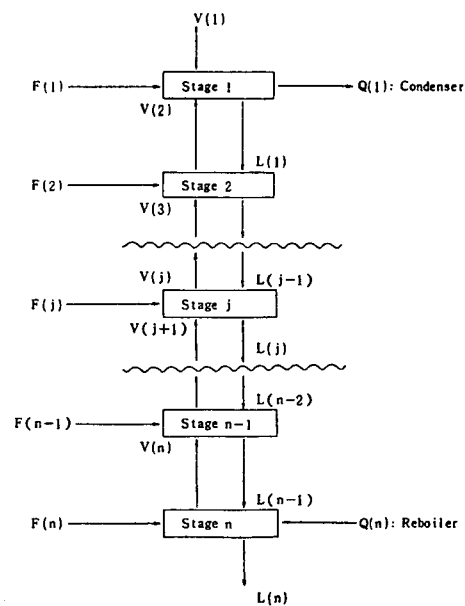 V(1)
F(1)
Stage 1
Q(1): Condenser
V(2)
L(1)
F(2)
Stage 2
V(3)
V(j)
L(j-1)
F(j)
Stage j
V(j+1)
L(j)
L(n-2)
F(n-1)
Stage n-1
V(n)
L(n-1)
F(n)
Stage n
Q(n): Reboiler
L(n)